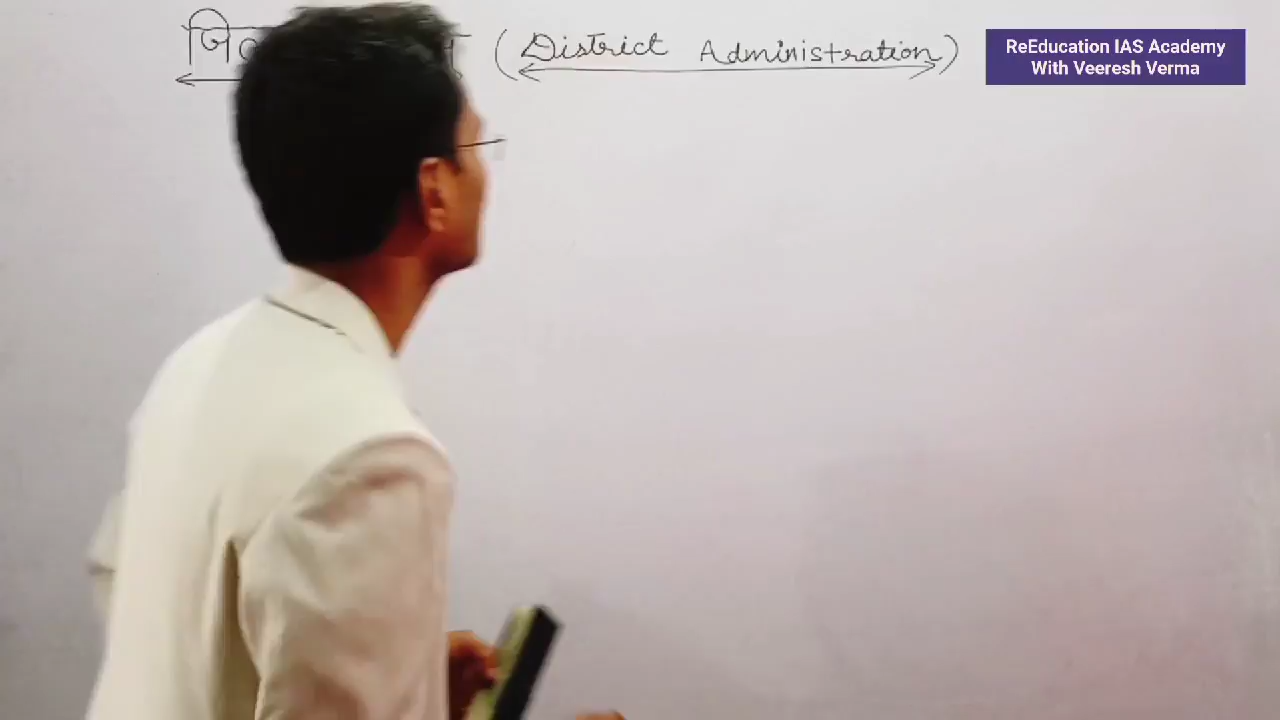 (District Administration)
ReEducation IAS Academy
With Veeresh Verma